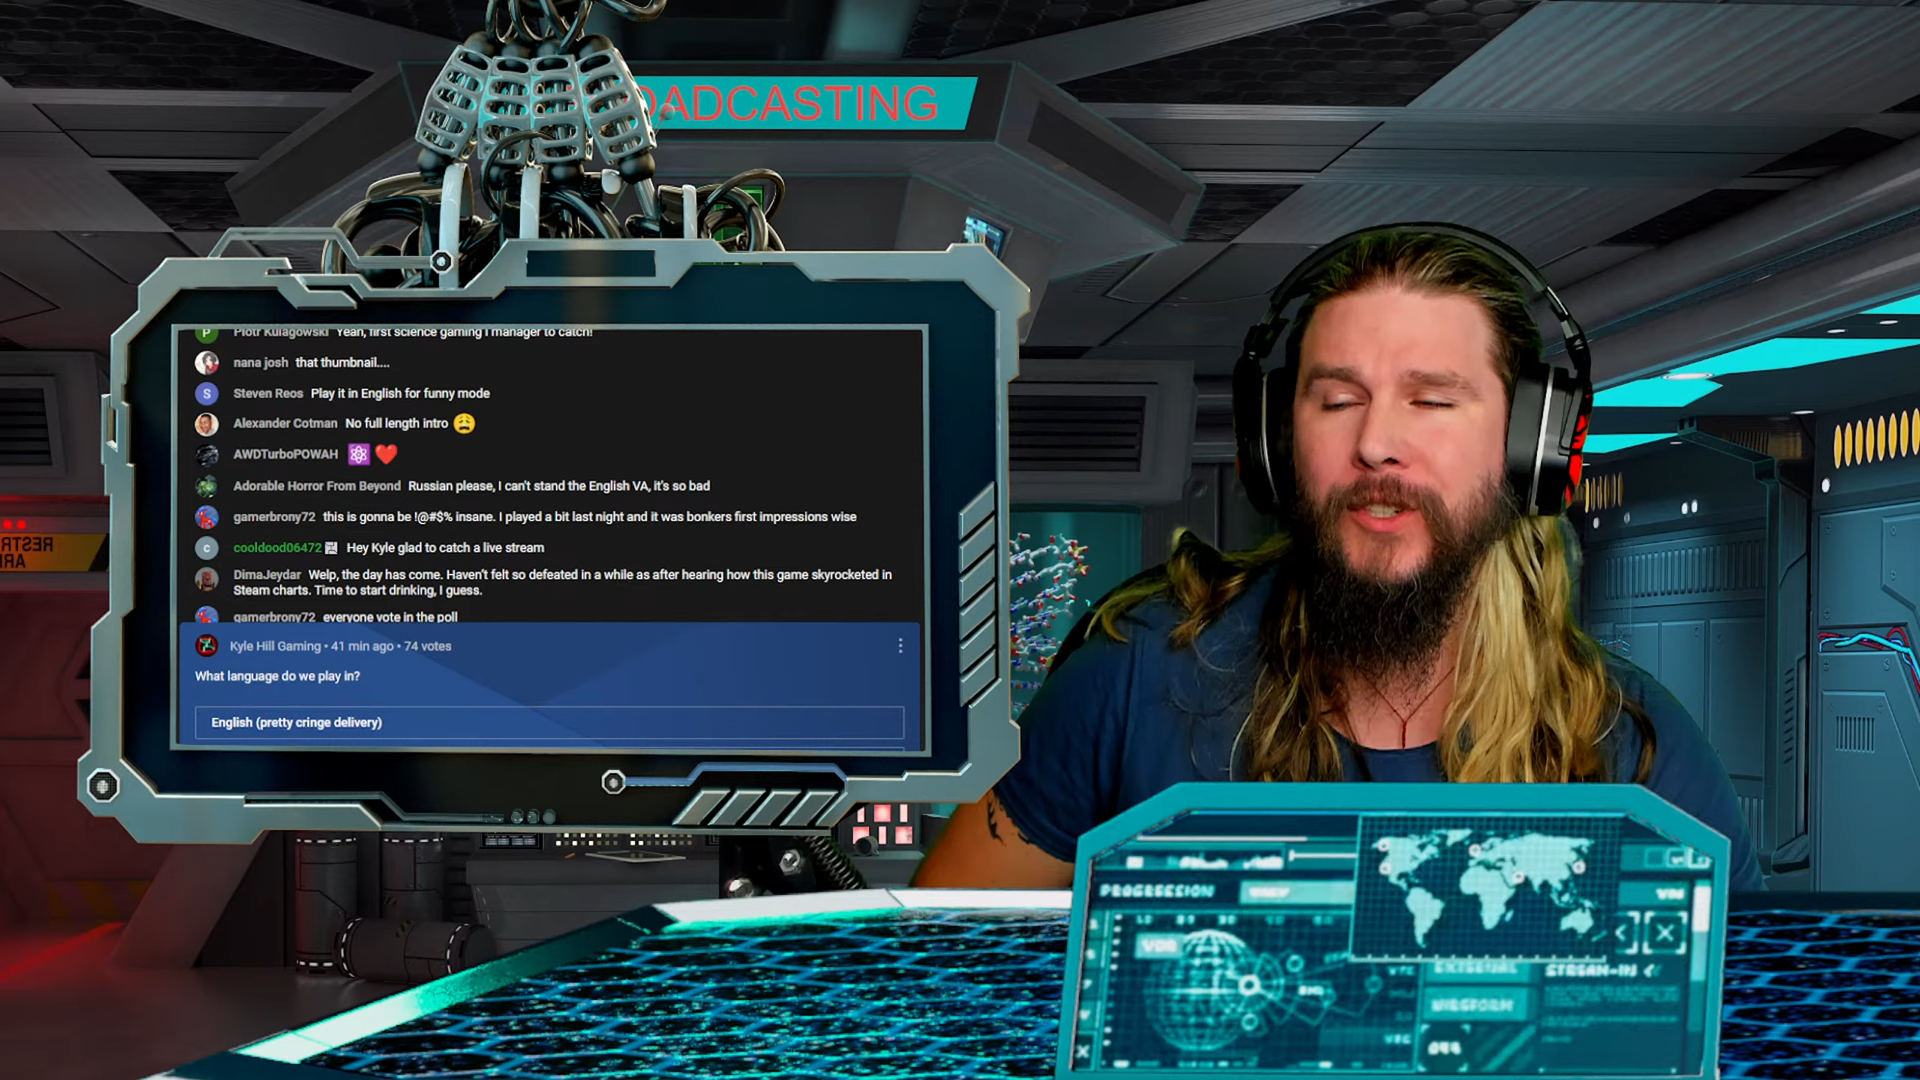 OADCASTING
Piotr Kulagowski Yeah, first science gaming I manager to catch!
nana josh that thumbnail....
S Steven Reos Play it in English for funny mode
Alexander Cotman No full length intro 😩
AWDTurboPOWAH ⚛️❤️
Adorable Horror From Beyond Russian please, I can't stand the English VA, it's so bad
gamerbrony72 this is gonna be !@#$% insane. I played a bit last night and it was bonkers first impressions wise
c cooldood06472 Hey Kyle glad to catch a live stream
DimaJeydar Welp, the day has come. Haven't felt so defeated in a while as after hearing how this game skyrocketed in
Steam charts. Time to start drinking, I guess.
gamerbrony72 everyone vote in the poll
Kyle Hill Gaming • 41 min ago • 74 votes
What language do we play in?
English (pretty cringe delivery)
PROGRESSION
STREAM-IN